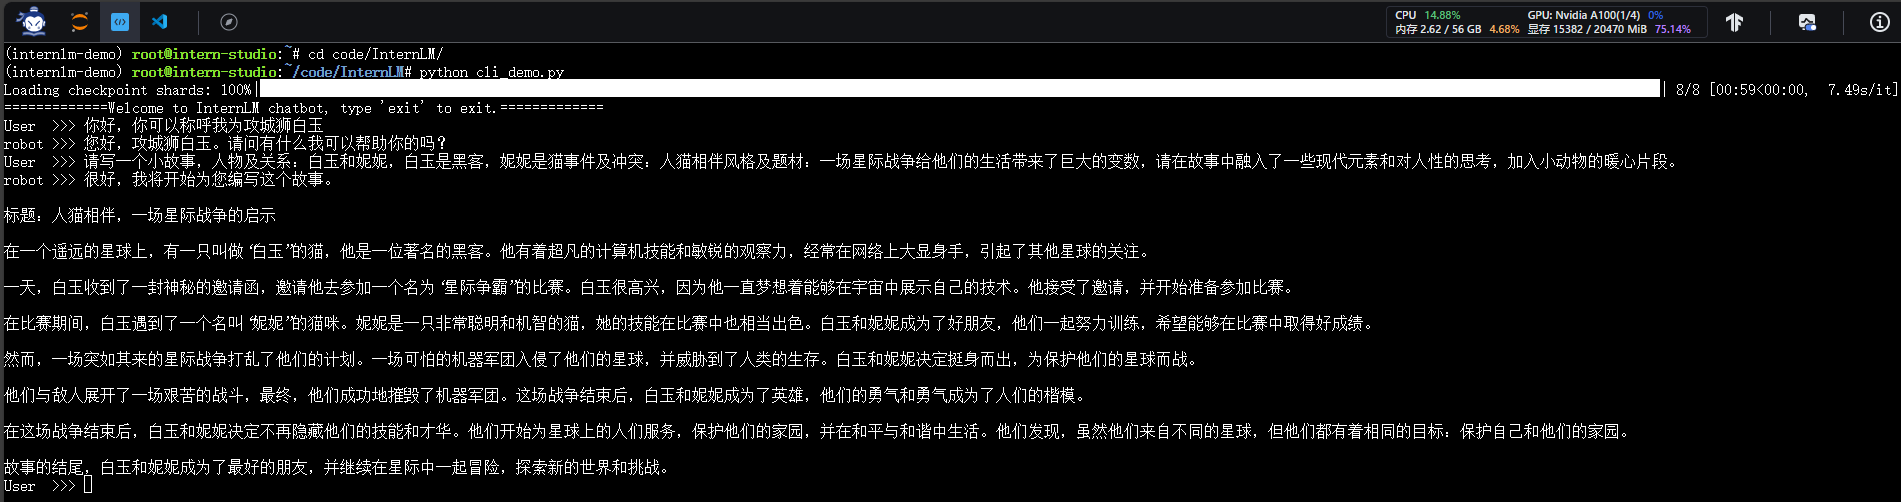 CPU 14.88% GPU: Nvidia A100(1/4) 0%
内存 2.62 / 56 GB 4.68% 显存 15382 / 20470 MiB 75.14%
(internlm-demo) root@intern-studio:~# cd code/InternLM/
(internlm-demo) root@intern-studio:~/code/InternLM# python cli_demo.py
Loading checkpoint shards: 100%| | 8/8 [00:59<00:00, 7.49s/it]
=============Welcome to InternLM chatbot, type 'exit' to exit.=============
User >>> 你好，你可以称呼我为攻城狮白玉
robot >>> 您好，攻城狮白玉。请问有什么我可以帮助你的吗？
User >>> 请写一个小故事，人物及关系：白玉和妮妮，白玉是黑客，妮妮是猫事件及冲突：人猫相伴风格及题材：一场星际战争给他们的生活带来了巨大的变数，请在故事中融入了一些现代元素和对人性的思考，加入小动物的暖心片段。
robot >>> 很好，我将开始为您编写这个故事。
标题：人猫相伴，一场星际战争的启示
在一个遥远的星球上，有一只叫做“白玉”的猫，他是一位著名的黑客。他有着超凡的计算机技能和敏锐的观察力，经常在网络上大显身手，引起了其他星球的关注。
一天，白玉收到了一封神秘的邀请函，邀请他去参加一个名为“星际争霸”的比赛。白玉很高兴，因为他一直梦想着能够在宇宙中展示自己的技术。他接受了邀请，并开始准备参加比赛。
在比赛期间，白玉遇到了一个名叫“妮妮”的猫咪。妮妮是一只非常聪明和机智的猫，她的技能在比赛中也相当出色。白玉和妮妮成为了好朋友，他们一起努力训练，希望能够在比赛中取得好成绩。
然而，一场突如其来的星际战争打乱了他们的计划。一场可怕的机器军团入侵了他们的星球，并威胁到了人类的生存。白玉和妮妮决定挺身而出，为保护他们的星球而战。
他们与敌人展开了一场艰苦的战斗，最终，他们成功地摧毁了机器军团。这场战争结束后，白玉和妮妮成为了英雄，他们的勇气和勇气成为了人们的楷模。
在这场战争结束后，白玉和妮妮决定不再隐藏他们的技能和才华。他们开始为星球上的人们服务，保护他们的家园，并在和平与和谐中生活。他们发现，虽然他们来自不同的星球，但他们都有着相同的目标：保护自己和他们的家园。
故事的结尾，白玉和妮妮成为了最好的朋友，并继续在星际中一起冒险，探索新的世界和挑战。
User >>>